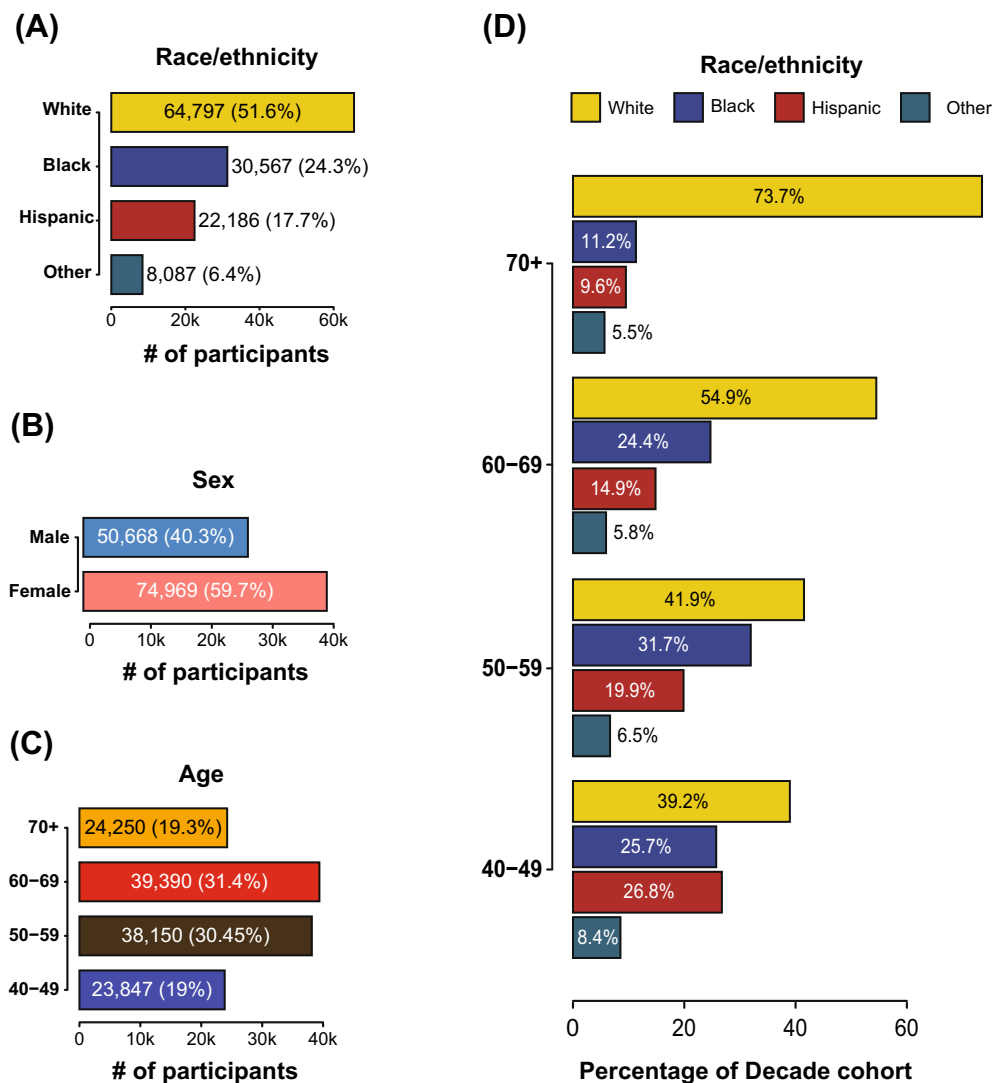 (A)
Race/ethnicity
White
64,797 (51.6%)
Black
30,567 (24.3%)
Hispanic
22,186 (17.7%)
Other
8,087 (6.4%)
0 20k 40k 60k
# of participants
(B)
Sex
Male
50,668 (40.3%)
Female
74,969 (59.7%)
0 10k 20k 30k 40k
# of participants
(C)
Age
70+
24,250 (19.3%)
60−69
39,390 (31.4%)
50−59
38,150 (30.45%)
40−49
23,847 (19%)
0 10k 20k 30k 40k
# of participants
(D)
Race/ethnicity
White Black Hispanic Other
73.7%
11.2%
70+
9.6%
5.5%
54.9%
24.4%
60−69
14.9%
5.8%
41.9%
31.7%
50−59
19.9%
6.5%
39.2%
25.7%
40−49
26.8%
8.4%
0 20 40 60
Percentage of Decade cohort